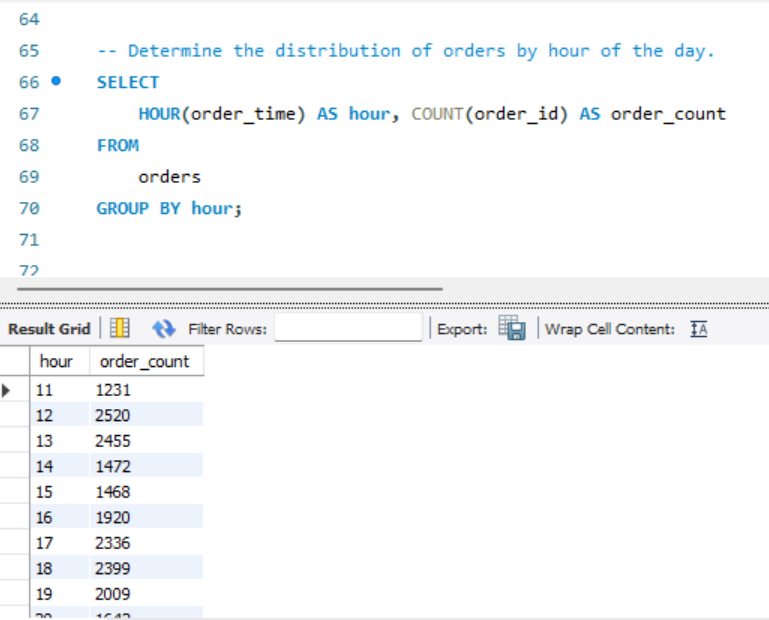 64
65 -- Determine the distribution of orders by hour of the day.
66 SELECT
67 HOUR(order_time) AS hour, COUNT(order_id) AS order_count
68 FROM
69 orders
70 GROUP BY hour;
71
72
Result Grid Filter Rows: Export: Wrap Cell Content: IA
hour order_count
11 1231
12 2520
13 2455
14 1472
15 1468
16 1920
17 2336
18 2399
19 2009